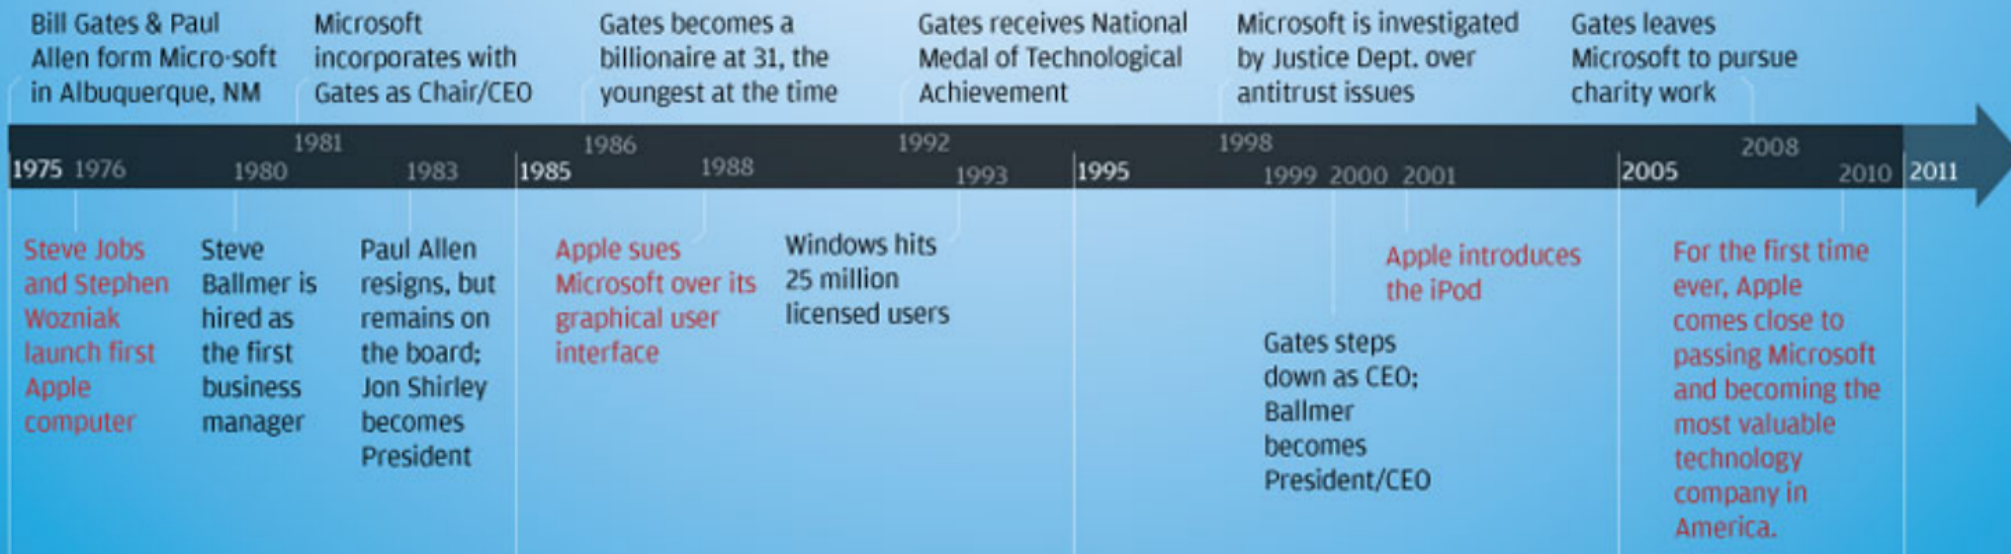 Bill Gates & Paul
Allen form Micro-soft
in Albuquerque, NM
Microsoft
incorporates with
Gates as Chair/CEO
Gates becomes a
billionaire at 31, the
youngest at the time
Gates receives National
Medal of Technological
Achievement
Microsoft is investigated
by Justice Dept. over
antitrust issues
Gates leaves
Microsoft to pursue
charity work
1981
1986
1992
1998
2008
1975 1976
1980
1983
1985
1988
1993
1995
1999 2000 2001
2005
2010
2011
Steve Jobs
and Stephen
Wozniak
launch first
Apple
computer
Steve
Ballmer is
hired as
the first
business
manager
Paul Allen
resigns, but
remains on
the board;
Jon Shirley
becomes
President
Apple sues
Microsoft over its
graphical user
interface
Windows hits
25 million
licensed users
Gates steps
down as CEO;
Ballmer
becomes
President/CEO
Apple introduces
the iPod
For the first time
ever, Apple
comes close to
passing Microsoft
and becoming the
most valuable
technology
company in
America.